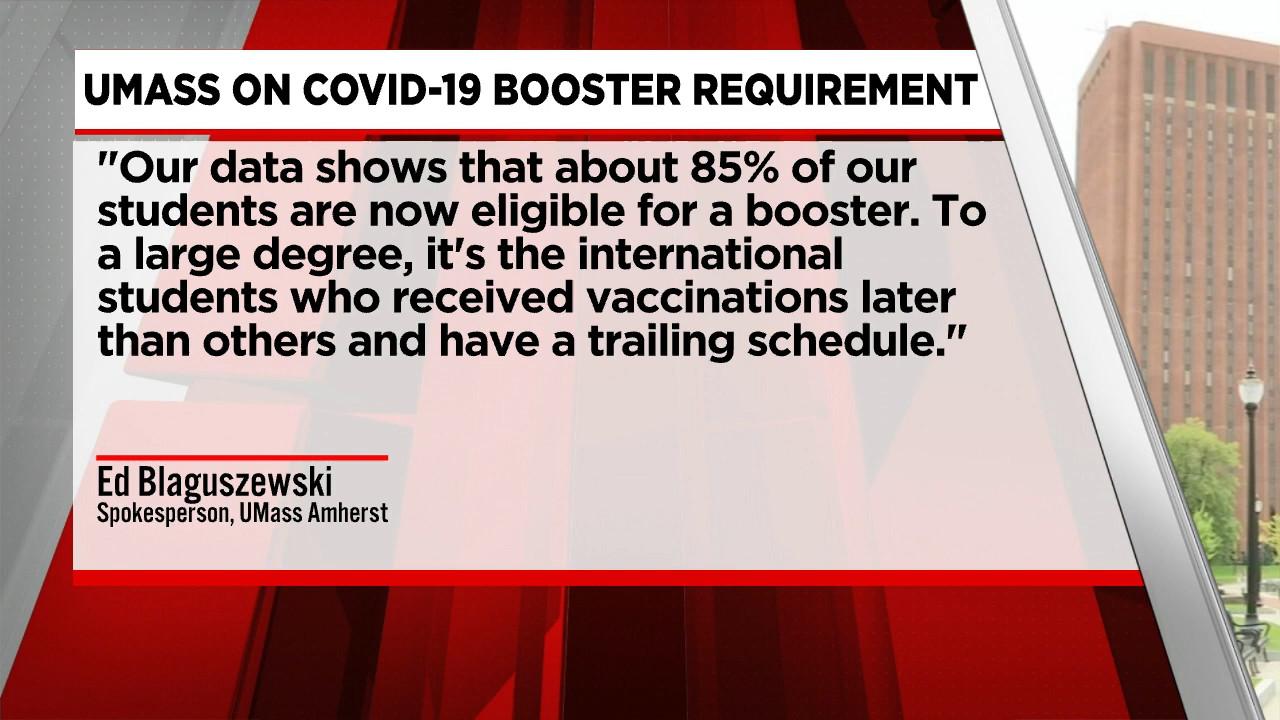 UMASS ON COVID-19 BOOSTER REQUIREMENT
"Our data shows that about 85% of our
students are now eligible for a booster. To
a large degree, it's the international
students who received vaccinations later
than others and have a trailing schedule."
Ed Blaguszewski
Spokesperson, UMass Amherst